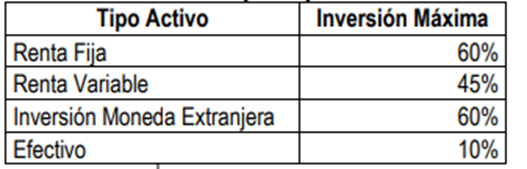 Tipo Activo Inversión Máxima
Renta Fija 60%
Renta Variable 45%
Inversión Moneda Extranjera 60%
Efectivo 10%